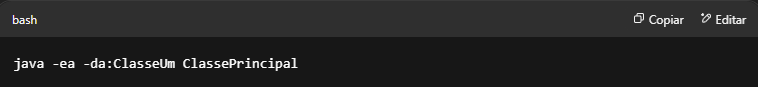 bash Copiar Editar
java -ea -da:ClasseUm ClassePrincipal